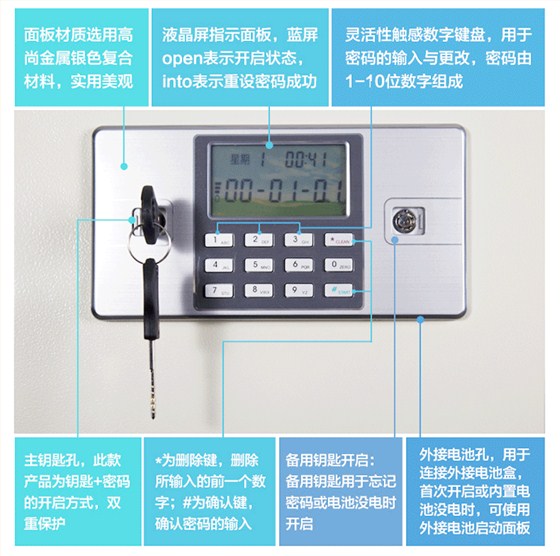 面板材质选用高
尚金属银色复合
材料，实用美观
液晶屏指示面板，蓝屏
open表示开启状态，
into表示重设密码成功
灵活性触感数字键盘，用于
密码的输入与更改，密码由
1-10位数字组成
星期 1 00:41
00-01-01
1 ABC 2 DEF 3 GHI * CLEAN
4 JKL 5 MNO 6 PQR 0 ZERO
7 8 9 YZ #
主钥匙孔，此款
产品为钥匙+密码
的开启方式，双
重保护
*为删除键，删除
所输入的前一个数
字；#为确认键，
确认密码的输入
备用钥匙开启：
备用钥匙用于忘记
密码或电池没电时
开启
外接电池孔，用于
连接外接电池盒，
首次开启或内置电
池没电时，可使用
外接电池启动面板